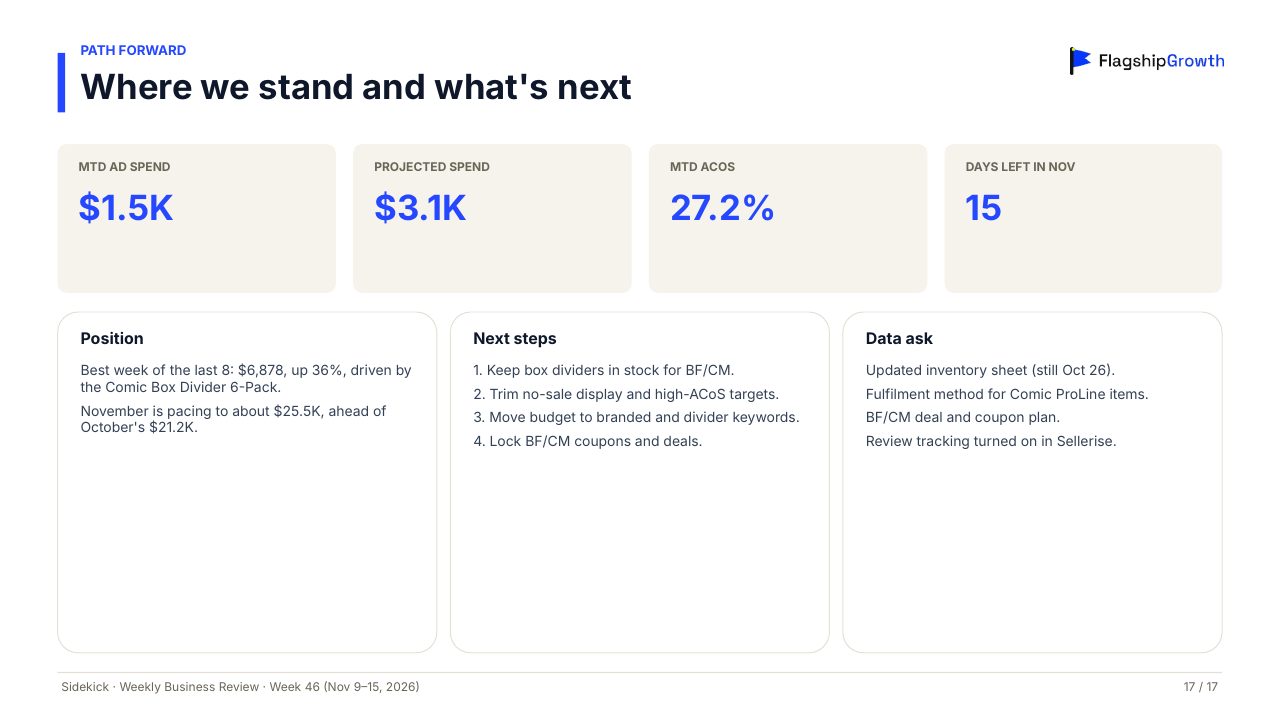 PATH FORWARD
Where we stand and what's next
FlagshipGrowth
MTD AD SPEND
$1.5K
PROJECTED SPEND
$3.1K
MTD ACOS
27.2%
DAYS LEFT IN NOV
15
Position
Best week of the last 8: $6,878, up 36%, driven by
the Comic Box Divider 6-Pack.
November is pacing to about $25.5K, ahead of
October's $21.2K.
Next steps
1. Keep box dividers in stock for BF/CM.
2. Trim no-sale display and high-ACoS targets.
3. Move budget to branded and divider keywords.
4. Lock BF/CM coupons and deals.
Data ask
Updated inventory sheet (still Oct 26).
Fulfilment method for Comic ProLine items.
BF/CM deal and coupon plan.
Review tracking turned on in Sellerise.
Sidekick · Weekly Business Review · Week 46 (Nov 9–15, 2026)
17 / 17